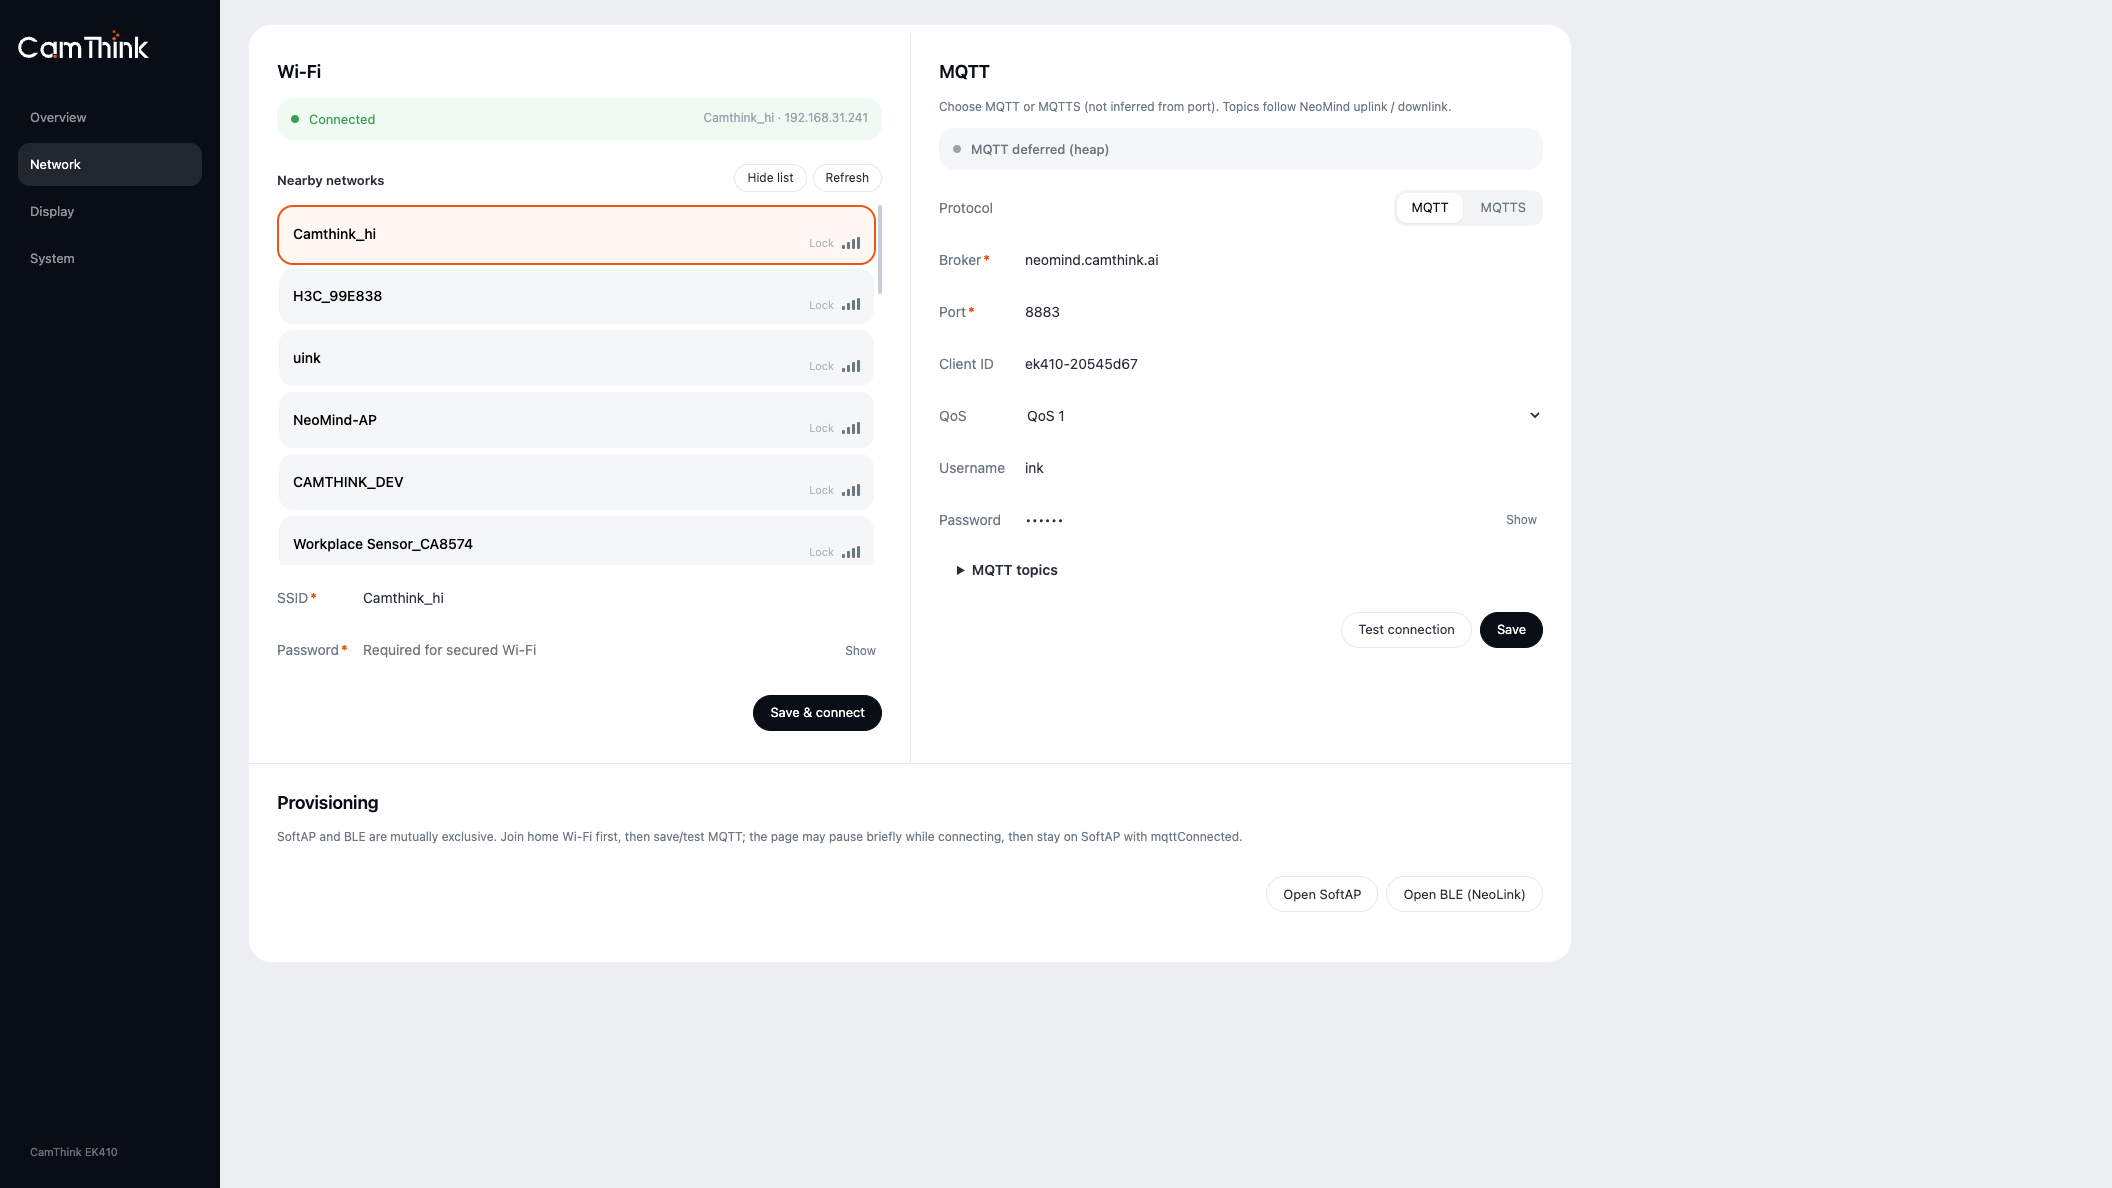 CamThink
Overview
Network
Display
System
CamThink EK410
Wi-Fi
Connected
Camthink_hi · 192.168.31.241
Nearby networks
Hide list
Refresh
Camthink_hi
Lock
H3C_99E838
Lock
uink
Lock
NeoMind-AP
Lock
CAMTHINK_DEV
Lock
Workplace Sensor_CA8574
Lock
SSID* Camthink_hi
Password* Required for secured Wi-Fi Show
Save & connect
MQTT
Choose MQTT or MQTTS (not inferred from port). Topics follow NeoMind uplink / downlink.
MQTT deferred (heap)
Protocol MQTT MQTTS
Broker* neomind.camthink.ai
Port* 8883
Client ID ek410-20545d67
QoS QoS 1
Username ink
Password •••••• Show
▶ MQTT topics
Test connection
Save
Provisioning
SoftAP and BLE are mutually exclusive. Join home Wi-Fi first, then save/test MQTT; the page may pause briefly while connecting, then stay on SoftAP with mqttConnected.
Open SoftAP
Open BLE (NeoLink)